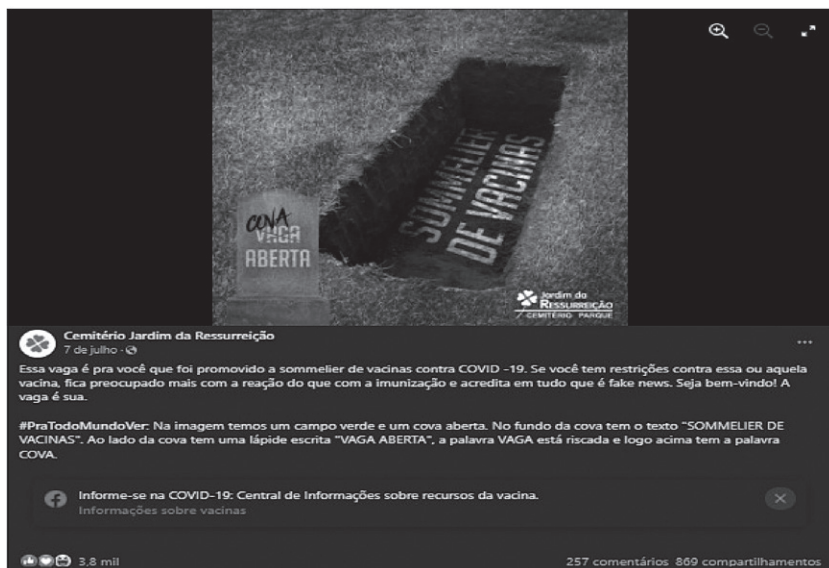 SOMMELIER
DE VACINAS
COVA
VAGA
ABERTA
Jardim da
RESSURREIÇÃO
CEMITÉRIO PARQUE
Cemitério Jardim da Ressurreição
7 de julho ·
Essa vaga é pra você que foi promovido a sommelier de vacinas contra COVID -19. Se você tem restrições contra essa ou aquela
vacina, fica preocupado mais com a reação do que com a imunização e acredita em tudo que é fake news. Seja bem-vindo! A
vaga é sua.
#PraTodoMundoVer: Na imagem temos um campo verde e um cova aberta. No fundo da cova tem o texto "SOMMELIER DE
VACINAS". Ao lado da cova tem uma lápide escrita "VAGA ABERTA", a palavra VAGA está riscada e logo acima tem a palavra
COVA.
Informe-se na COVID-19: Central de Informações sobre recursos da vacina.
Informações sobre vacinas
3,8 mil
257 comentários 869 compartilhamentos